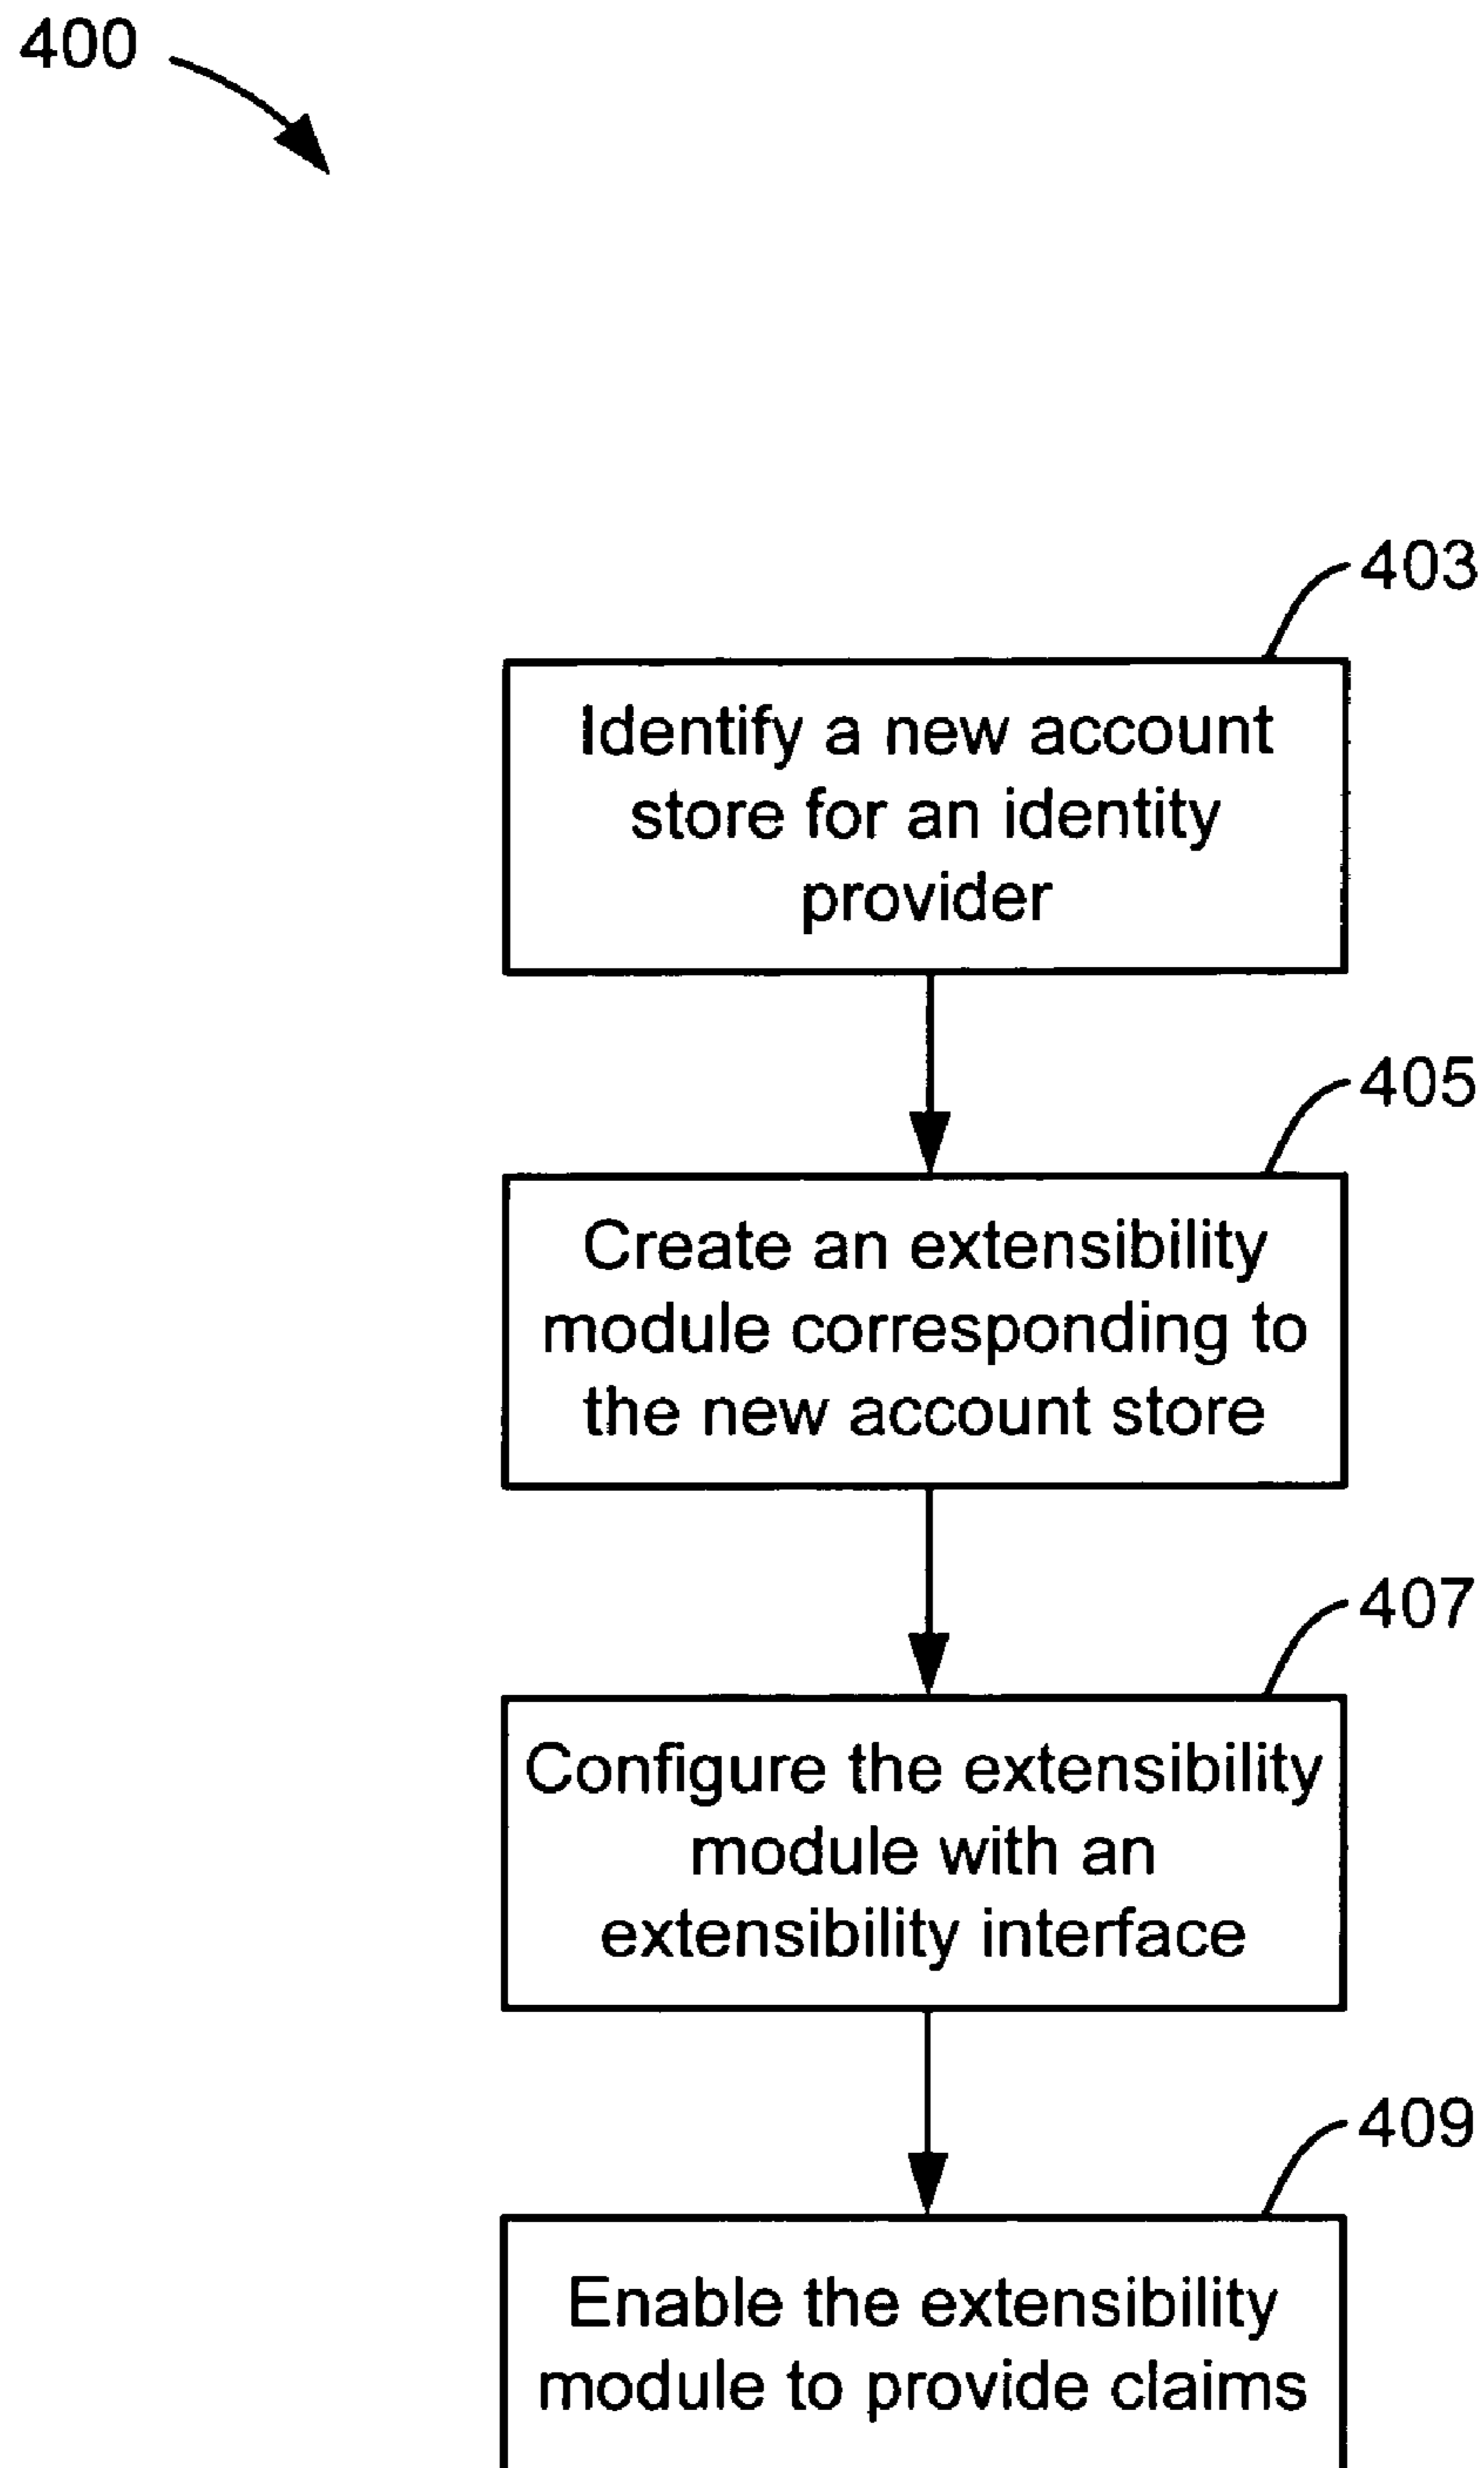 400
403
Identify a new account
store for an identity
provider
405
Create an extensibility
module corresponding to
the new account store
407
Configure the extensibility
module with an
extensibility interface
409
Enable the extensibility
module to provide claims